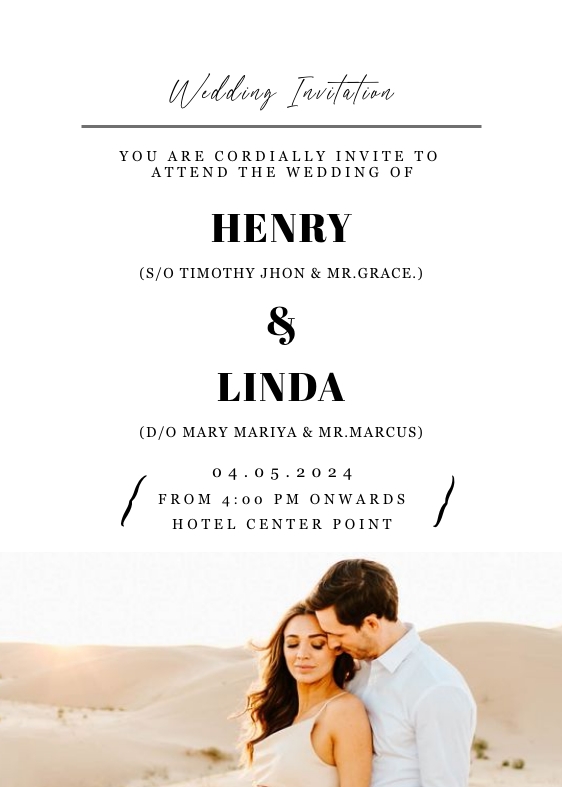 Wedding Invitation
YOU ARE CORDIALLY INVITE TO
ATTEND THE WEDDING OF
HENRY
(S/O TIMOTHY JHON & MR.GRACE.)
&
LINDA
(D/O MARY MARIYA & MR.MARCUS)
04.05.2024
FROM 4:00 PM ONWARDS
HOTEL CENTER POINT